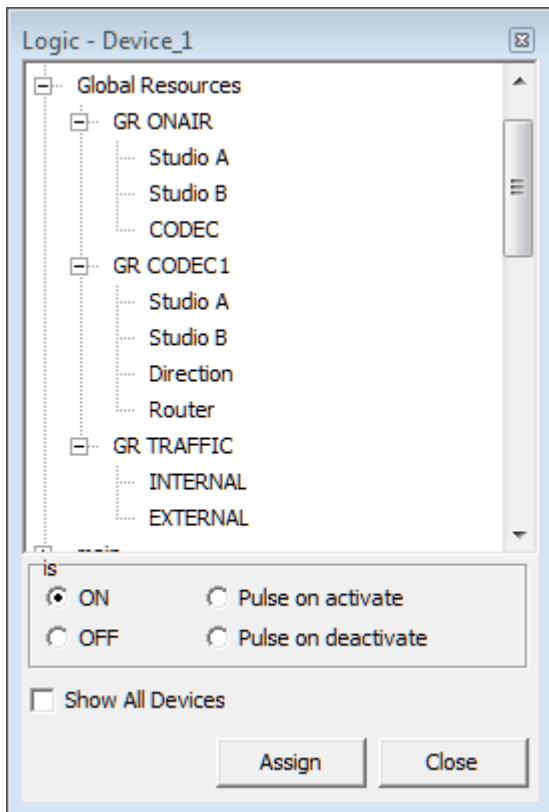 Logic - Device_1
Global Resources
GR ONAIR
Studio A
Studio B
CODEC
GR CODEC1
Studio A
Studio B
Direction
Router
GR TRAFFIC
INTERNAL
EXTERNAL
is
ON Pulse on activate
OFF Pulse on deactivate
Show All Devices
Assign Close